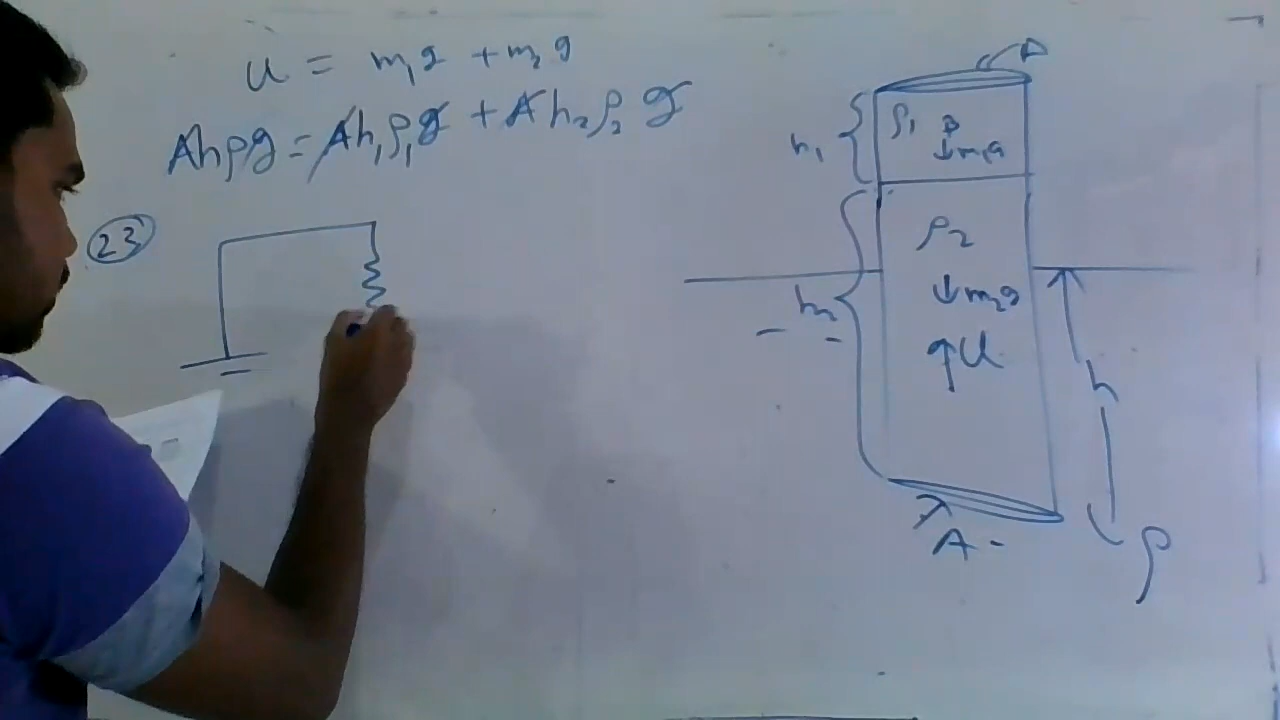 U = m₁g + m₂g
Ahρg = Ah₁ρ₁g + Ah₂ρ₂g
23
A
h₁
ρ₁
↓m₁g
ρ₂
h₂
↓m₂g
↑U
h
A
ρ